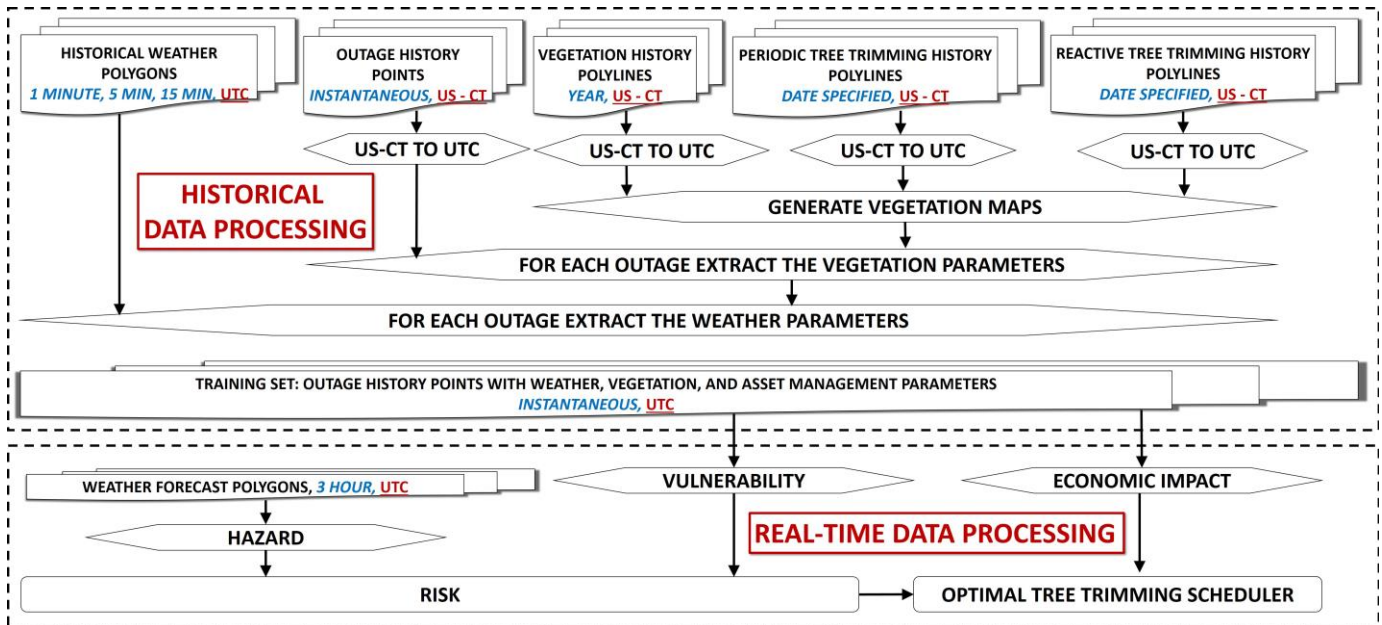 HISTORICAL WEATHER
POLYGONS
1 MINUTE, 5 MIN, 15 MIN, UTC
OUTAGE HISTORY
POINTS
INSTANTANEOUS, US - CT
VEGETATION HISTORY
POLYLINES
YEAR, US - CT
PERIODIC TREE TRIMMING HISTORY
POLYLINES
DATE SPECIFIED, US - CT
REACTIVE TREE TRIMMING HISTORY
POLYLINES
DATE SPECIFIED, US - CT
US-CT TO UTC
US-CT TO UTC
US-CT TO UTC
US-CT TO UTC
HISTORICAL
DATA PROCESSING
GENERATE VEGETATION MAPS
FOR EACH OUTAGE EXTRACT THE VEGETATION PARAMETERS
FOR EACH OUTAGE EXTRACT THE WEATHER PARAMETERS
TRAINING SET: OUTAGE HISTORY POINTS WITH WEATHER, VEGETATION, AND ASSET MANAGEMENT PARAMETERS
INSTANTANEOUS, UTC
WEATHER FORECAST POLYGONS, 3 HOUR, UTC
VULNERABILITY
ECONOMIC IMPACT
HAZARD
REAL-TIME DATA PROCESSING
RISK
OPTIMAL TREE TRIMMING SCHEDULER